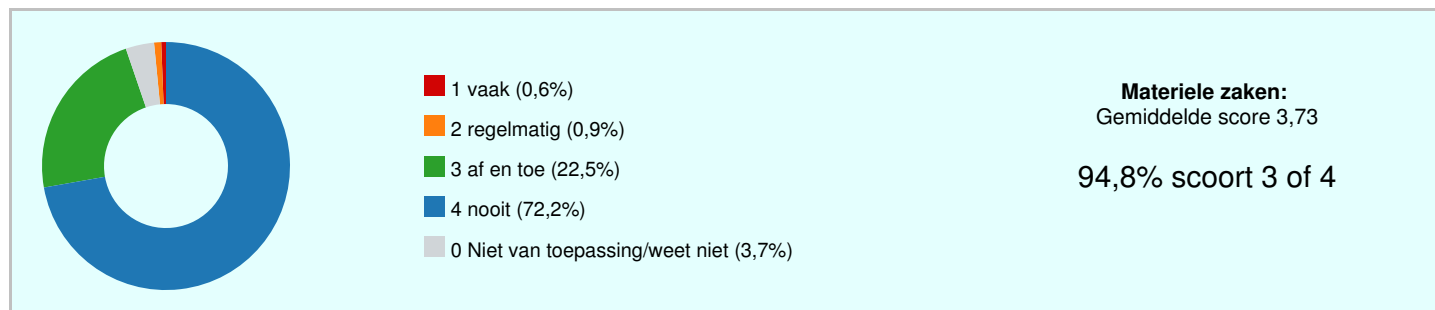 1 vaak (0,6%)
2 regelmatig (0,9%)
3 af en toe (22,5%)
4 nooit (72,2%)
0 Niet van toepassing/weet niet (3,7%)
Materiele zaken:
Gemiddelde score 3,73
94,8% scoort 3 of 4